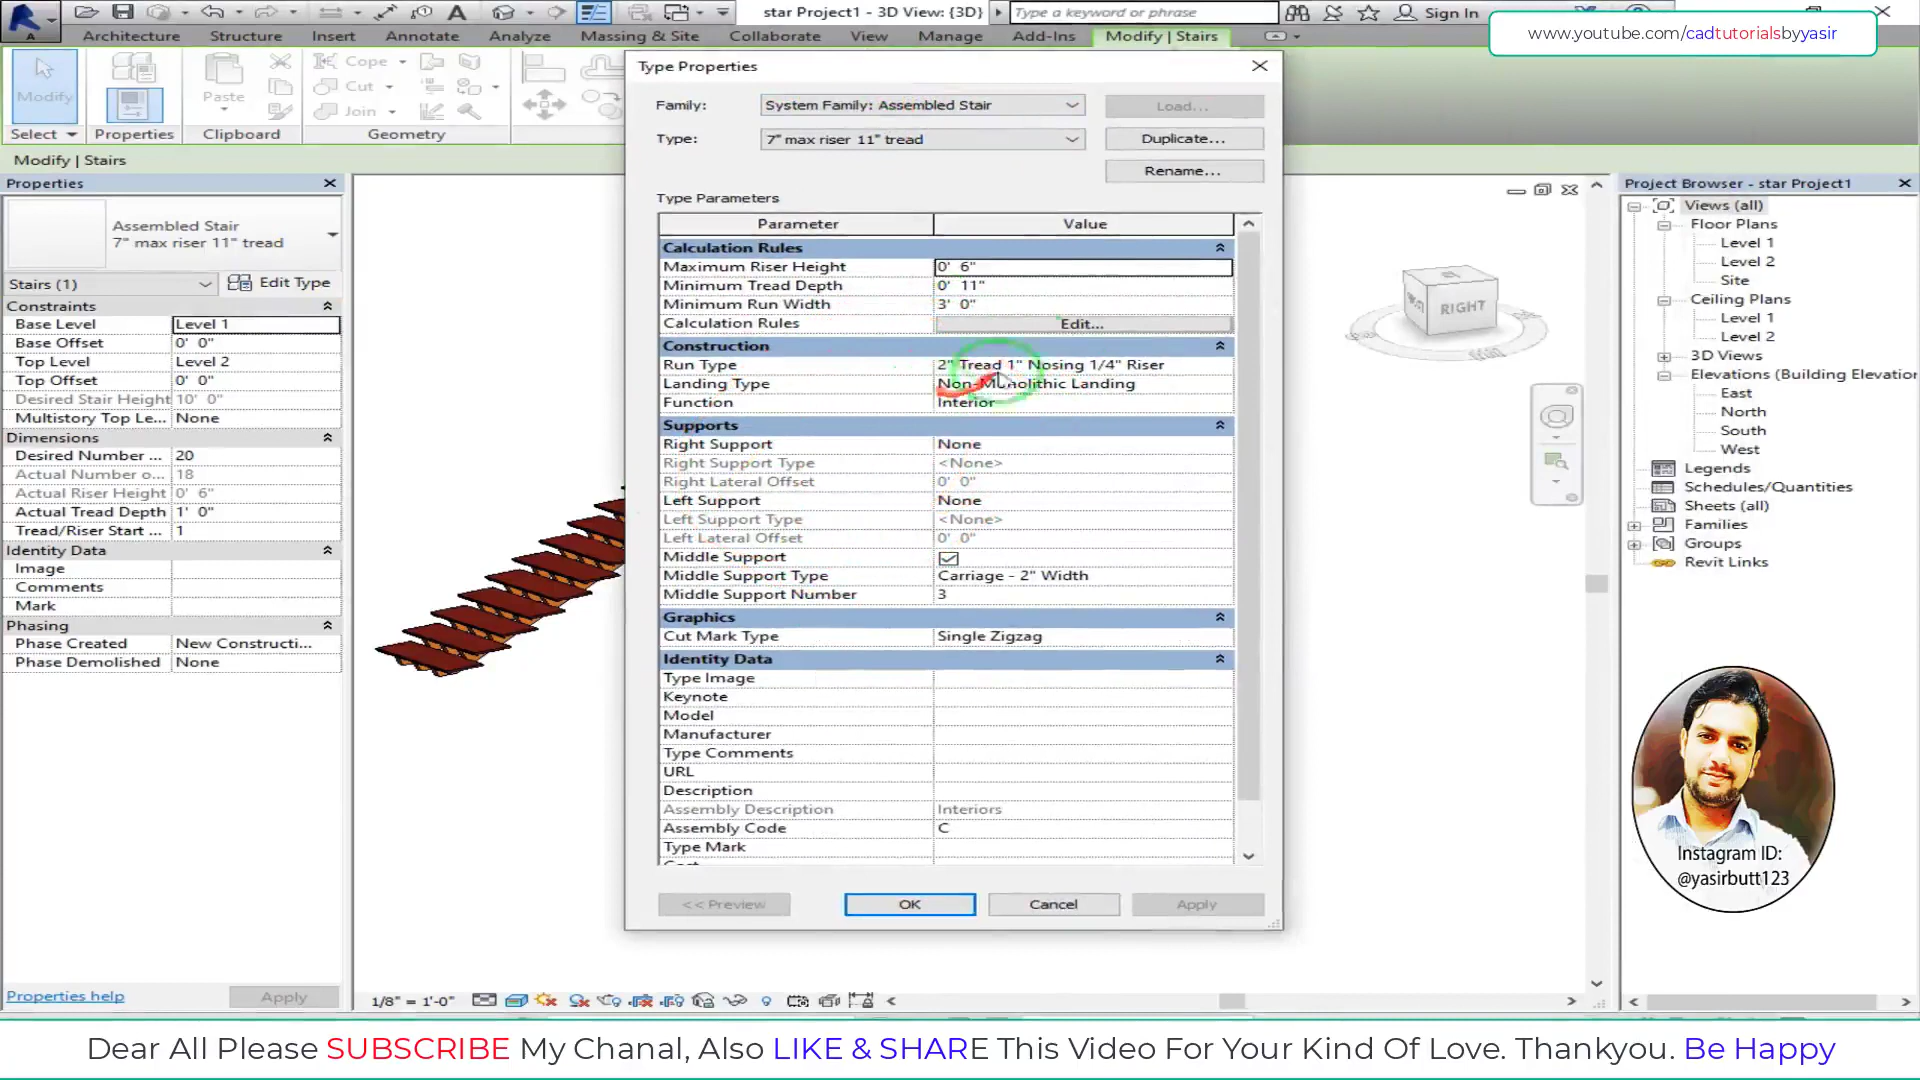 star Project1 - 3D View: {3D}
Type a keyword or phrase
Sign In
www.youtube.com/cadtutorialsbyyasir
Architecture
Structure
Insert
Annotate
Analyze
Massing & Site
Collaborate
View
Manage
Add-Ins
Modify | Stairs
Modify
Paste
Cope
Cut
Join
Select
Properties
Clipboard
Geometry
Modify | Stairs
Properties
Assembled Stair
7" max riser 11" tread
Stairs (1)
Edit Type
Constraints
Base Level Level 1
Base Offset 0' 0"
Top Level Level 2
Top Offset 0' 0"
Desired Stair Height 10' 0"
Multistory Top Le... None
Dimensions
Desired Number ... 20
Actual Number o... 18
Actual Riser Height 0' 6"
Actual Tread Depth 1' 0"
Tread/Riser Start ... 1
Identity Data
Image
Comments
Mark
Phasing
Phase Created New Constructi...
Phase Demolished None
Properties help
Apply
Type Properties
Family: System Family: Assembled Stair Load...
Type: 7" max riser 11" tread Duplicate...
Rename...
Type Parameters
Parameter Value
Calculation Rules
Maximum Riser Height 0' 6"
Minimum Tread Depth 0' 11"
Minimum Run Width 3' 0"
Calculation Rules Edit...
Construction
Run Type 2" Tread 1" Nosing 1/4" Riser
Landing Type Non-Monolithic Landing
Function Interior
Supports
Right Support None
Right Support Type <None>
Right Lateral Offset 0' 0"
Left Support None
Left Support Type <None>
Left Lateral Offset 0' 0"
Middle Support
Middle Support Type Carriage - 2" Width
Middle Support Number 3
Graphics
Cut Mark Type Single Zigzag
Identity Data
Type Image
Keynote
Model
Manufacturer
Type Comments
URL
Description
Assembly Description Interiors
Assembly Code C
Type Mark
<< Preview OK Cancel Apply
RIGHT
Project Browser - star Project1
Views (all)
Floor Plans
Level 1
Level 2
Site
Ceiling Plans
Level 1
Level 2
3D Views
Elevations (Building Elevation
East
North
South
West
Legends
Schedules/Quantities
Sheets (all)
Families
Groups
Revit Links
Instagram ID:
@yasirbutt123
1/8" = 1'-0"
Dear All Please SUBSCRIBE My Chanal, Also LIKE & SHARE This Video For Your Kind Of Love. Thankyou. Be Happy